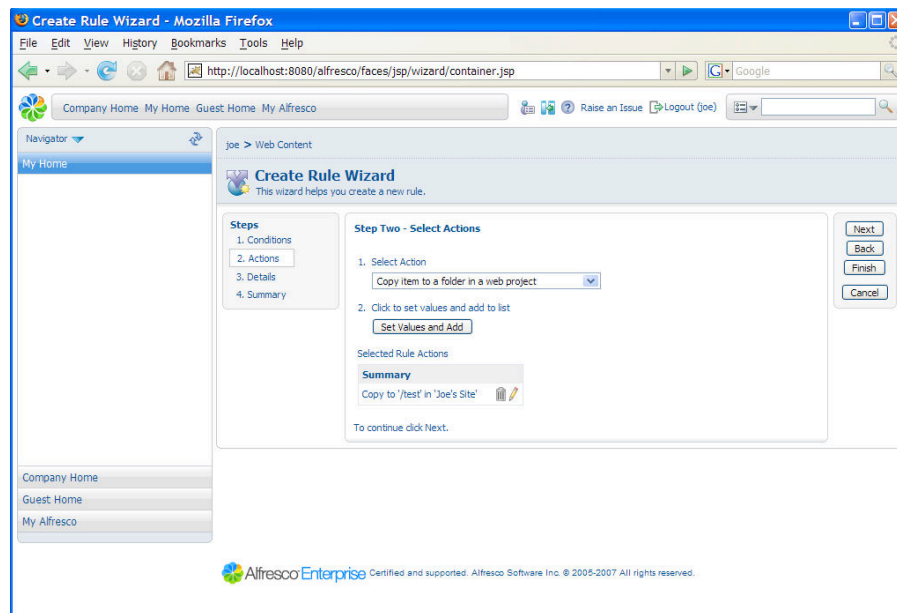 Create Rule Wizard - Mozilla Firefox
File Edit View History Bookmarks Tools Help
http://localhost:8080/alfresco/faces/jsp/wizard/container.jsp
G Google
Company Home My Home Guest Home My Alfresco
Raise an Issue Logout (joe)
Navigator
My Home
joe > Web Content
Create Rule Wizard
This wizard helps you create a new rule.
Steps
1. Conditions
2. Actions
3. Details
4. Summary
Step Two - Select Actions
1. Select Action
Copy item to a folder in a web project
2. Click to set values and add to list
Set Values and Add
Selected Rule Actions
Summary
Copy to '/test' in 'Joe's Site'
To continue click Next.
Next
Back
Finish
Cancel
Company Home
Guest Home
My Alfresco
Alfresco Enterprise Certified and supported. Alfresco Software Inc. © 2005-2007 All rights reserved.